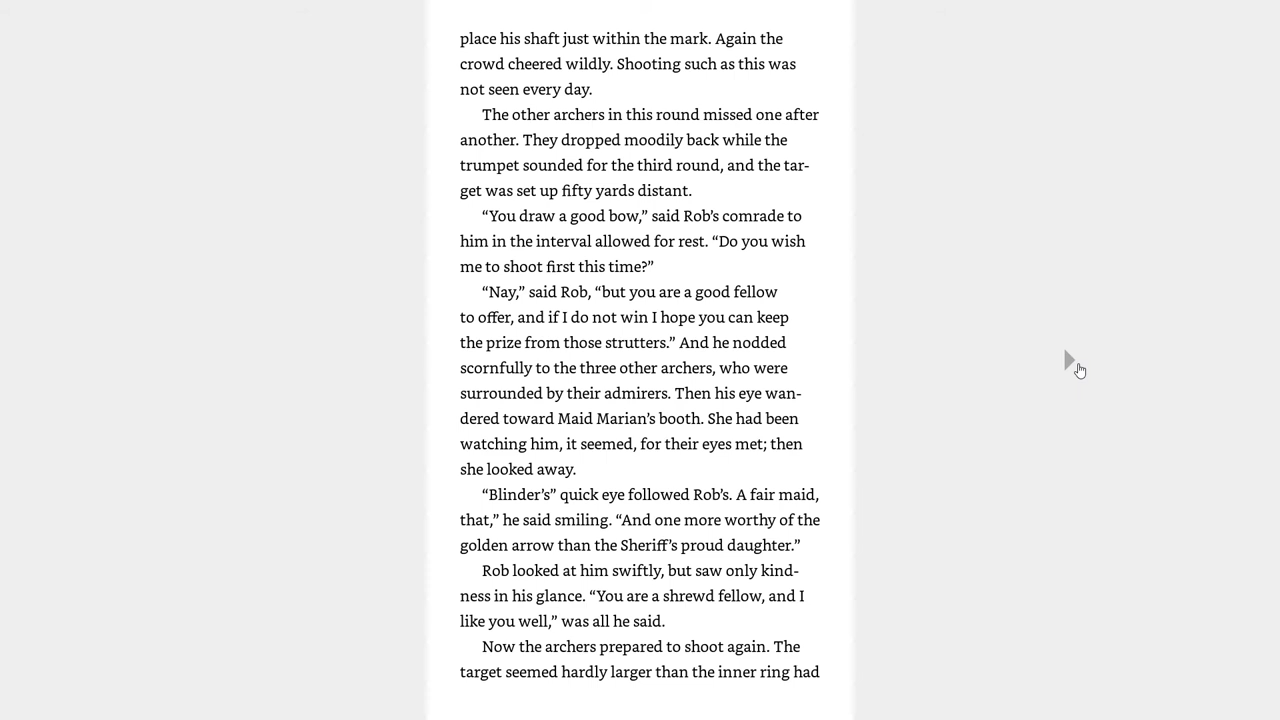 place his shaft just within the mark. Again the
crowd cheered wildly. Shooting such as this was
not seen every day.
The other archers in this round missed one after
another. They dropped moodily back while the
trumpet sounded for the third round, and the tar-
get was set up fifty yards distant.
“You draw a good bow,” said Rob’s comrade to
him in the interval allowed for rest. “Do you wish
me to shoot first this time?”
“Nay,” said Rob, “but you are a good fellow
to offer, and if I do not win I hope you can keep
the prize from those strutters.” And he nodded
scornfully to the three other archers, who were
surrounded by their admirers. Then his eye wan-
dered toward Maid Marian’s booth. She had been
watching him, it seemed, for their eyes met; then
she looked away.
“Blinder’s” quick eye followed Rob’s. A fair maid,
that,” he said smiling. “And one more worthy of the
golden arrow than the Sheriff’s proud daughter.”
Rob looked at him swiftly, but saw only kind-
ness in his glance. “You are a shrewd fellow, and I
like you well,” was all he said.
Now the archers prepared to shoot again. The
target seemed hardly larger than the inner ring had